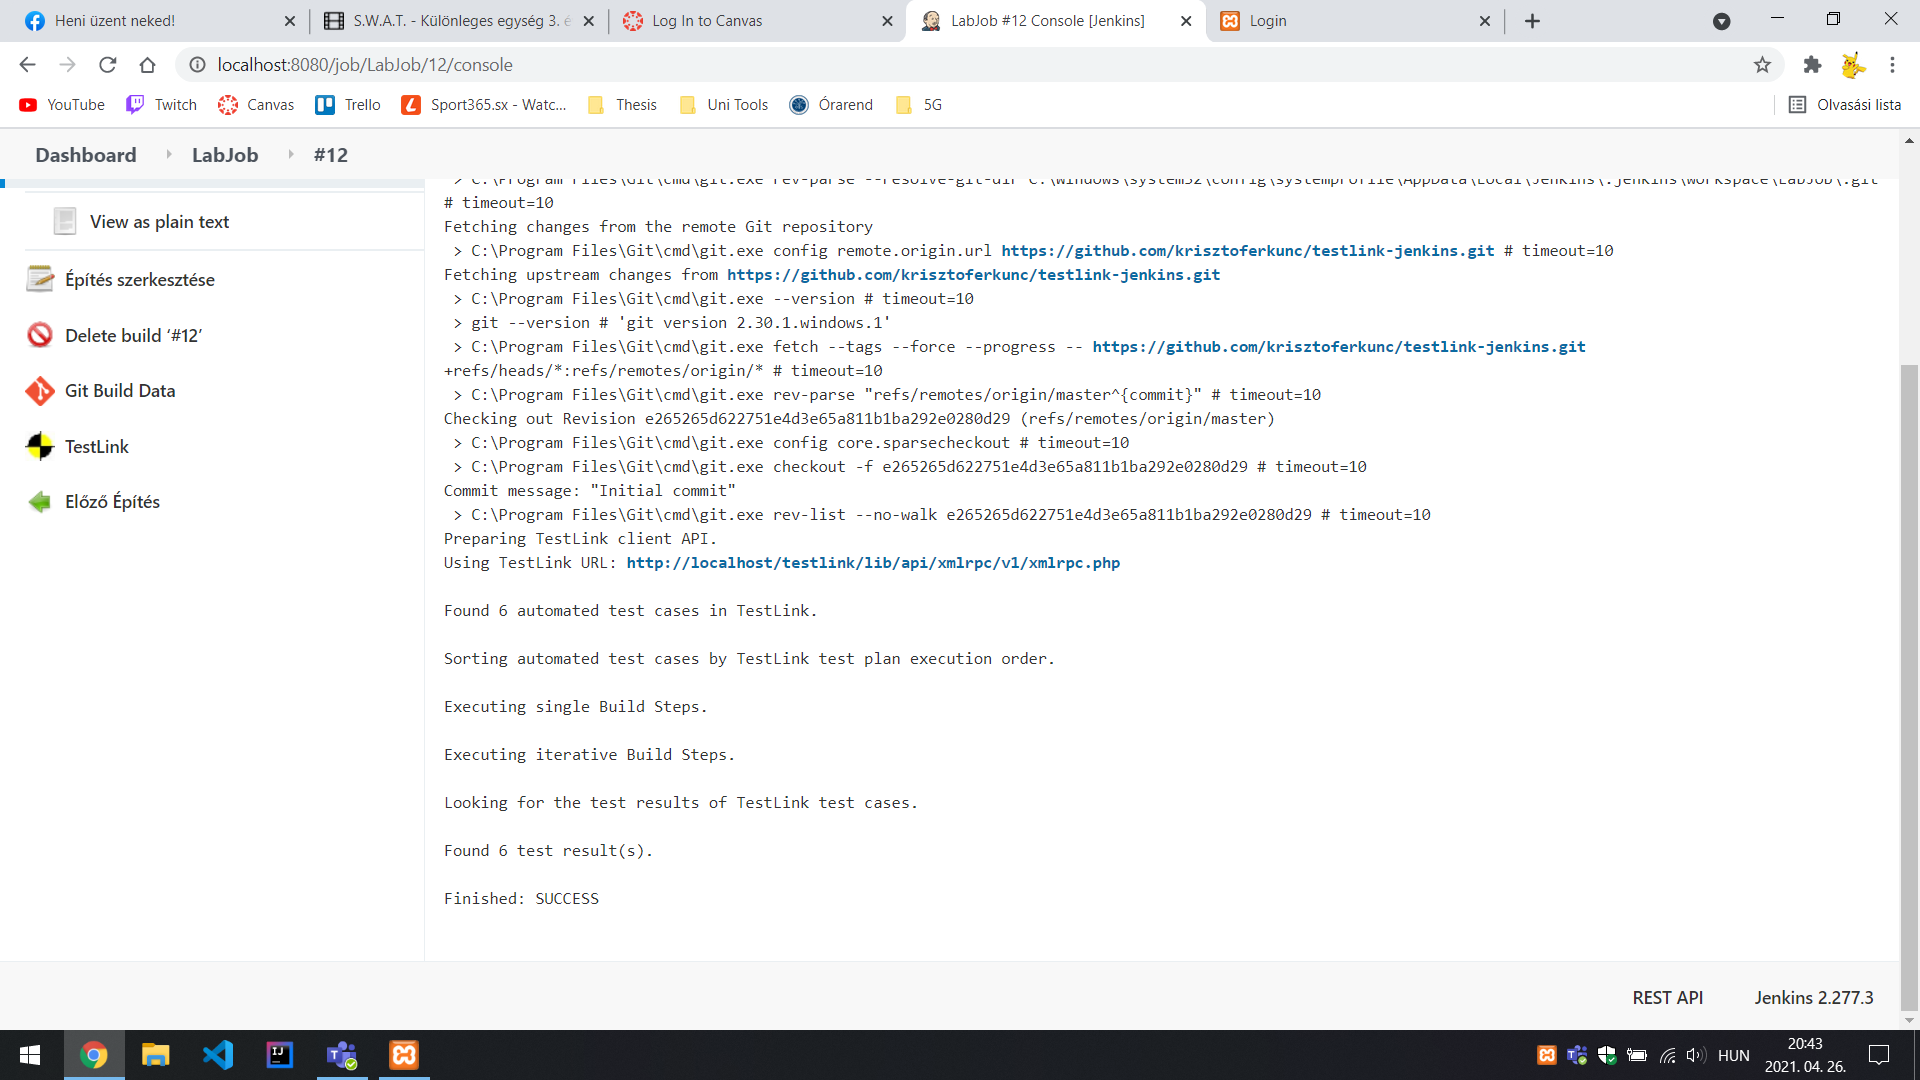 Heni üzent neked!
S.W.A.T. - Különleges egység 3. é
Log In to Canvas
LabJob #12 Console [Jenkins]
Login
localhost:8080/job/LabJob/12/console
YouTube
Twitch
Canvas
Trello
Sport365.sx - Watc...
Thesis
Uni Tools
Órarend
5G
Olvasási lista
Dashboard
LabJob
#12
View as plain text
Építés szerkesztése
Delete build ‘#12’
Git Build Data
TestLink
Előző Építés
> C:\Program Files\Git\cmd\git.exe rev-parse --resolve-git-dir C:\Windows\system32\config\systemprofile\AppData\Local\Jenkins\.jenkins\workspace\LabJob\.git
# timeout=10
Fetching changes from the remote Git repository
> C:\Program Files\Git\cmd\git.exe config remote.origin.url https://github.com/krisztoferkunc/testlink-jenkins.git # timeout=10
Fetching upstream changes from https://github.com/krisztoferkunc/testlink-jenkins.git
> C:\Program Files\Git\cmd\git.exe --version # timeout=10
> git --version # 'git version 2.30.1.windows.1'
> C:\Program Files\Git\cmd\git.exe fetch --tags --force --progress -- https://github.com/krisztoferkunc/testlink-jenkins.git
+refs/heads/*:refs/remotes/origin/* # timeout=10
> C:\Program Files\Git\cmd\git.exe rev-parse "refs/remotes/origin/master^{commit}" # timeout=10
Checking out Revision e265265d622751e4d3e65a811b1ba292e0280d29 (refs/remotes/origin/master)
> C:\Program Files\Git\cmd\git.exe config core.sparsecheckout # timeout=10
> C:\Program Files\Git\cmd\git.exe checkout -f e265265d622751e4d3e65a811b1ba292e0280d29 # timeout=10
Commit message: "Initial commit"
> C:\Program Files\Git\cmd\git.exe rev-list --no-walk e265265d622751e4d3e65a811b1ba292e0280d29 # timeout=10
Preparing TestLink client API.
Using TestLink URL: http://localhost/testlink/lib/api/xmlrpc/v1/xmlrpc.php
Found 6 automated test cases in TestLink.
Sorting automated test cases by TestLink test plan execution order.
Executing single Build Steps.
Executing iterative Build Steps.
Looking for the test results of TestLink test cases.
Found 6 test result(s).
Finished: SUCCESS
REST API
Jenkins 2.277.3
HUN
20:43
2021. 04. 26.